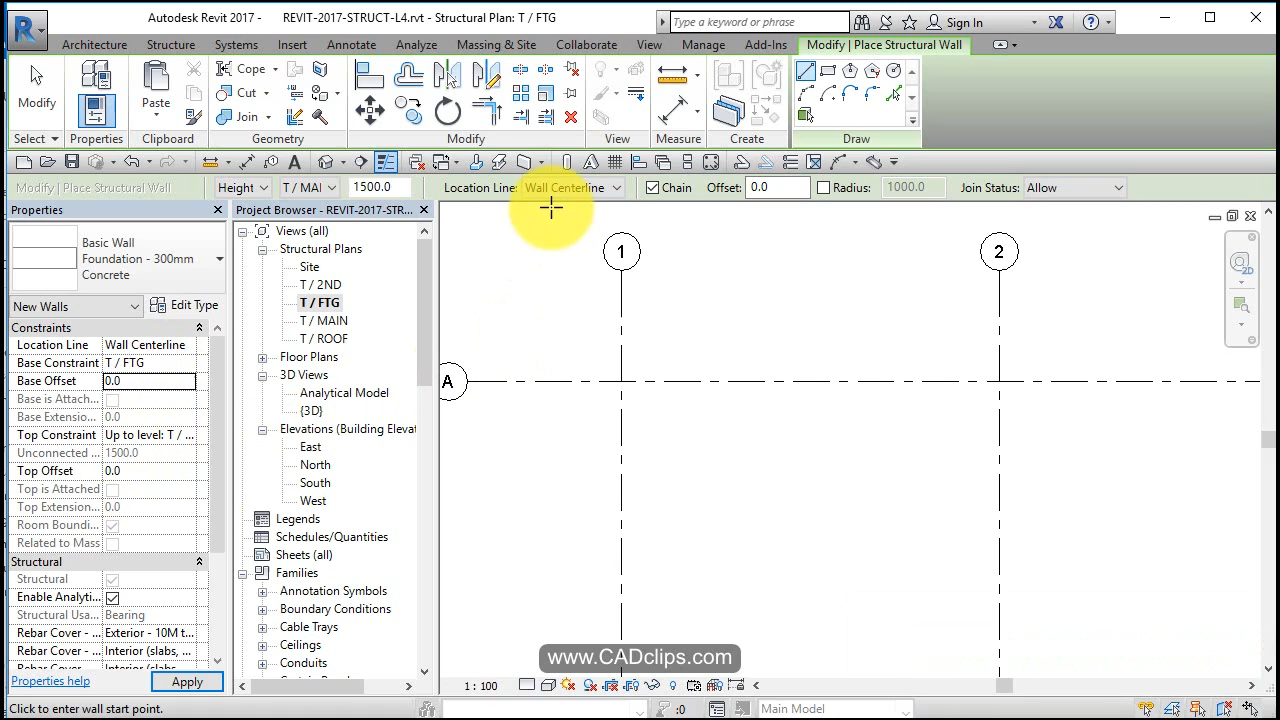 Autodesk Revit 2017 - REVIT-2017-STRUCT-L4.rvt - Structural Plan: T / FTG
Type a keyword or phrase
Sign In
Architecture Structure Systems Insert Annotate Analyze Massing & Site Collaborate View Manage Add-Ins Modify | Place Structural Wall
Modify Paste Cope Cut Join
Select Properties Clipboard Geometry Modify View Measure Create Draw
Modify | Place Structural Wall Height T / MAI 1500.0 Location Line: Wall Centerline Chain Offset: 0.0 Radius: 1000.0 Join Status: Allow
Properties
Basic Wall
Foundation - 300mm
Concrete
New Walls Edit Type
Constraints
Location Line Wall Centerline
Base Constraint T / FTG
Base Offset 0.0
Base is Attach...
Base Extensio... 0.0
Top Constraint Up to level: T / ...
Unconnected ... 1500.0
Top Offset 0.0
Top is Attached
Top Extension... 0.0
Room Boundi...
Related to Mass
Structural
Structural
Enable Analyti...
Structural Usa... Bearing
Rebar Cover - ... Exterior - 10M t...
Rebar Cover - ... Interior (slabs, ...
Properties help Apply
Project Browser - REVIT-2017-STR...
Views (all)
Structural Plans
Site
T / 2ND
T / FTG
T / MAIN
T / ROOF
Floor Plans
3D Views
Analytical Model
{3D}
Elevations (Building Elevat
East
North
South
West
Legends
Schedules/Quantities
Sheets (all)
Families
Annotation Symbols
Boundary Conditions
Cable Trays
Ceilings
Conduits
1
2
A
2D
www.CADclips.com
1 : 100
Click to enter wall start point.
:0
Main Model